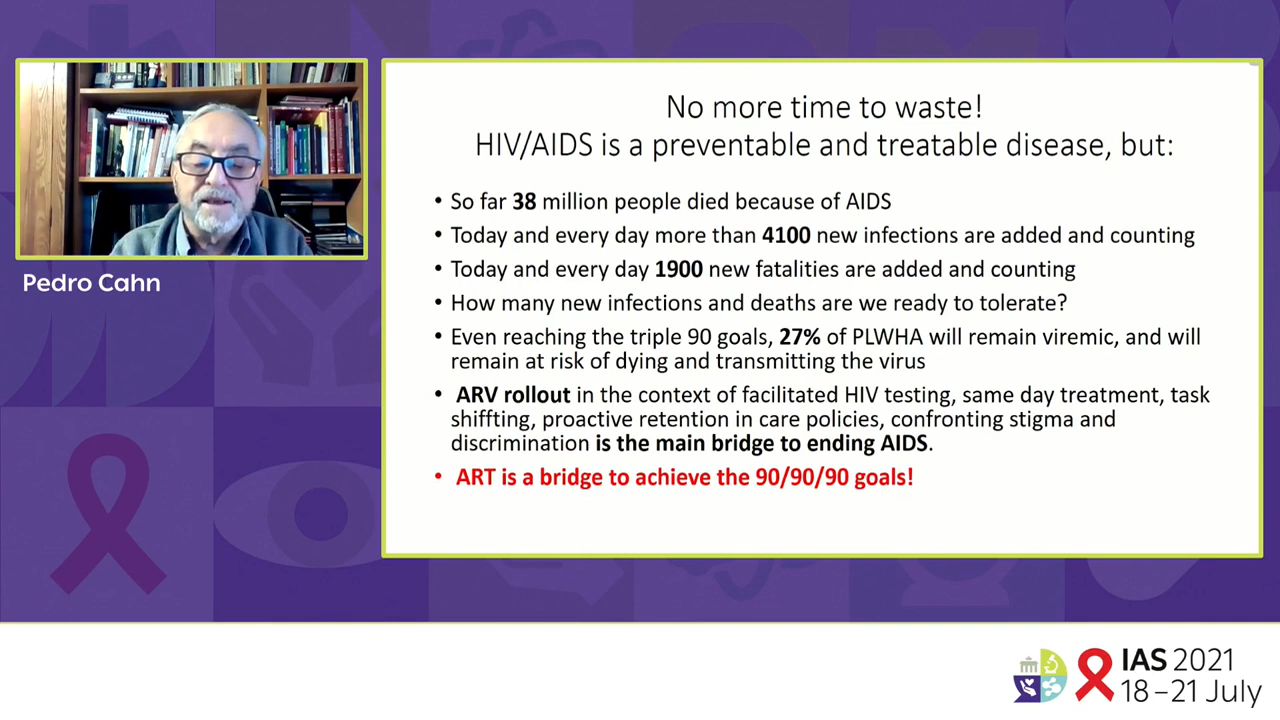 Pedro Cahn
No more time to waste!
HIV/AIDS is a preventable and treatable disease, but:
• So far 38 million people died because of AIDS
• Today and every day more than 4100 new infections are added and counting
• Today and every day 1900 new fatalities are added and counting
• How many new infections and deaths are we ready to tolerate?
• Even reaching the triple 90 goals, 27% of PLWHA will remain viremic, and will
remain at risk of dying and transmitting the virus
• ARV rollout in the context of facilitated HIV testing, same day treatment, task
shiffting, proactive retention in care policies, confronting stigma and
discrimination is the main bridge to ending AIDS.
• ART is a bridge to achieve the 90/90/90 goals!
IAS 2021
18–21 July